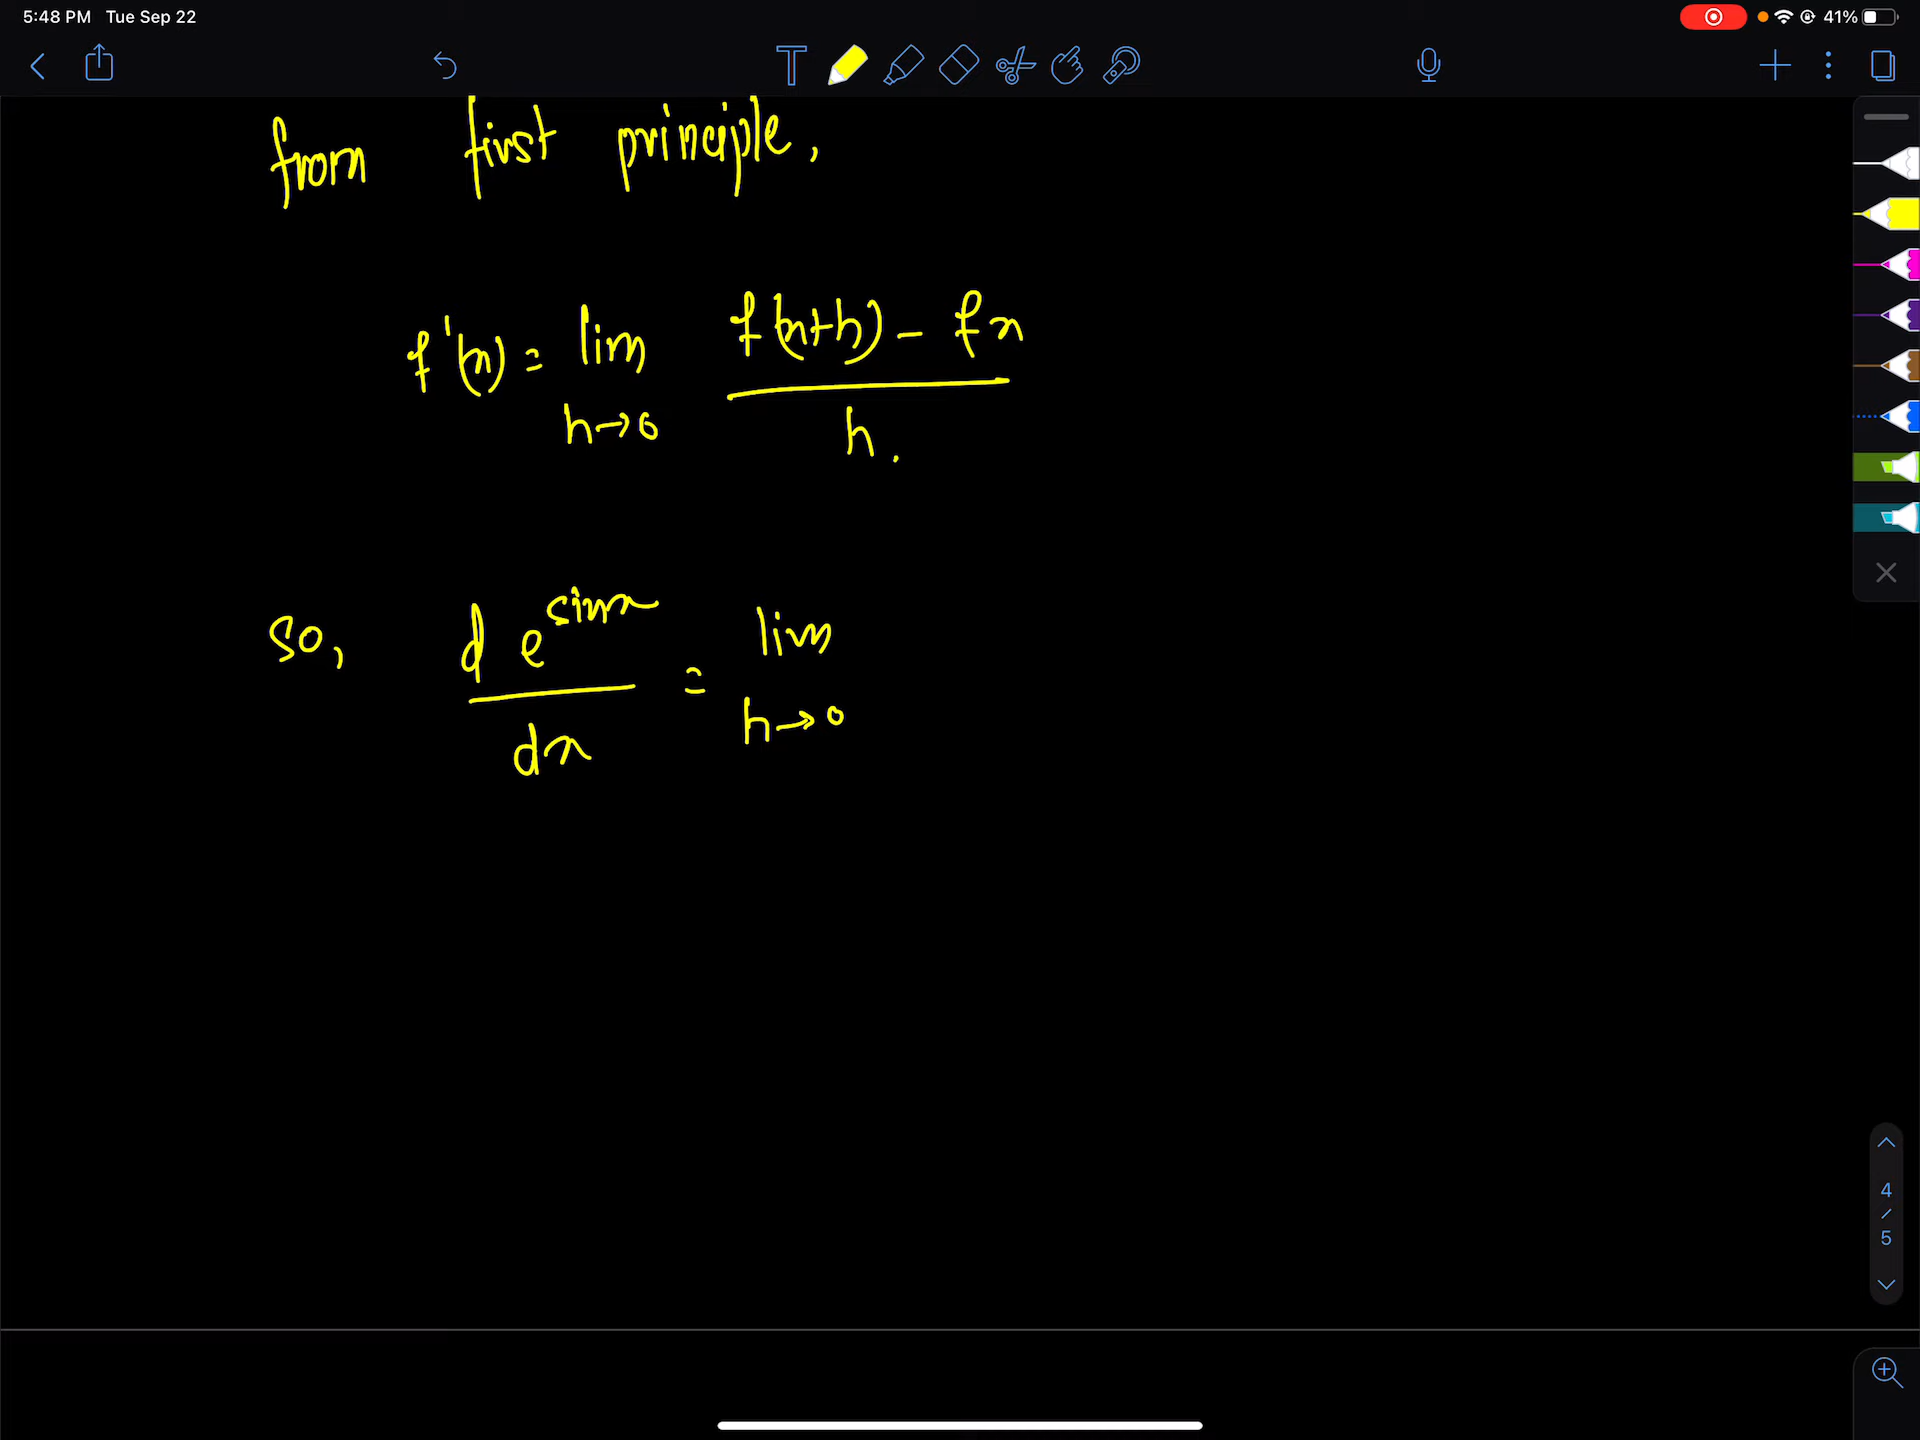 5:48 PM Tue Sep 22
41%
from first principle,
f'(x) = lim h→0 f(x+h) - fx / h.
so, d e^sinx / dx = lim h→0
4
/
5